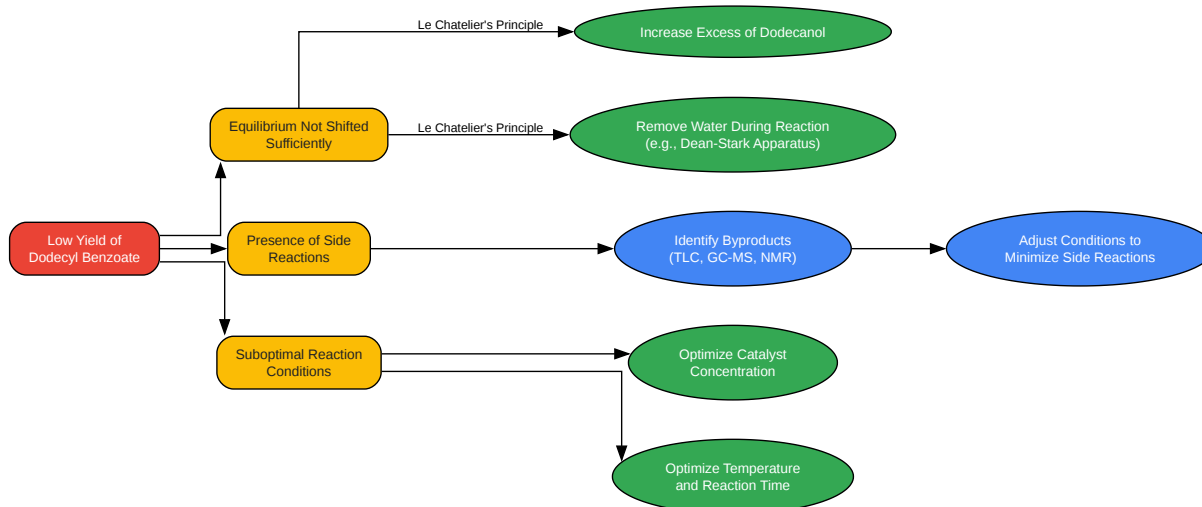 Le Chatelier's Principle
Increase Excess of Dodecanol
Equilibrium Not Shifted
Sufficiently
Le Chatelier's Principle
Remove Water During Reaction
(e.g., Dean-Stark Apparatus)
Low Yield of
Dodecyl Benzoate
Presence of Side
Reactions
Identify Byproducts
(TLC, GC-MS, NMR)
Adjust Conditions to
Minimize Side Reactions
Suboptimal Reaction
Conditions
Optimize Catalyst
Concentration
Optimize Temperature
and Reaction Time